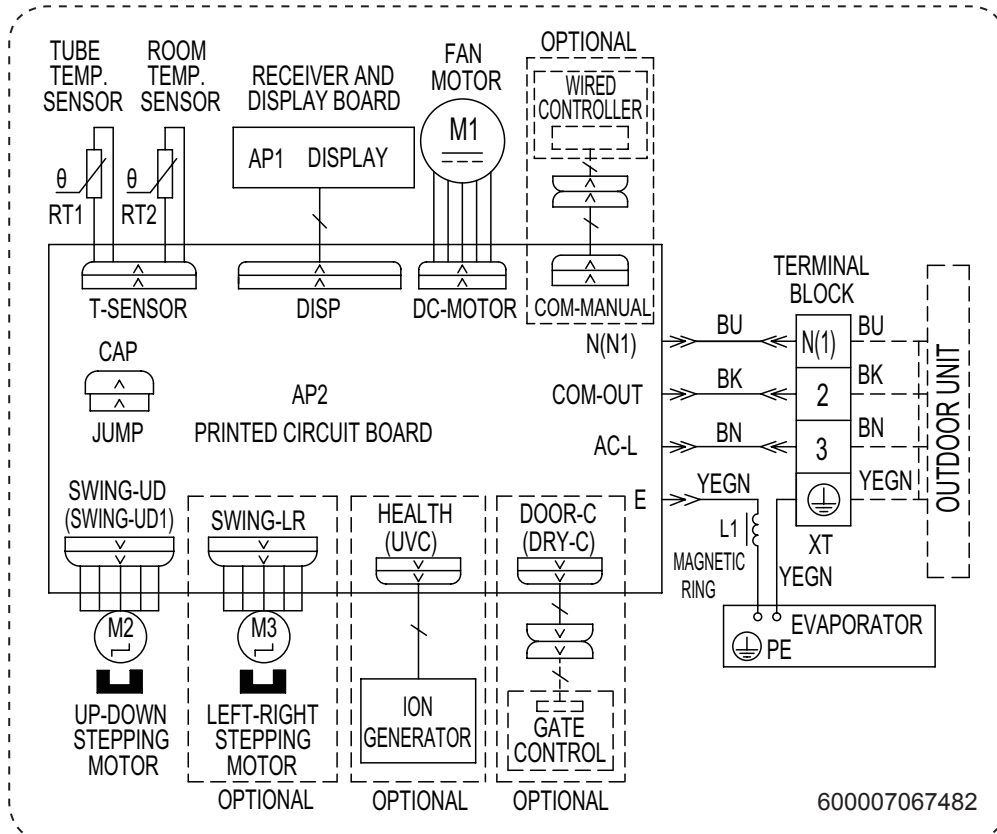 TUBE
TEMP.
SENSOR
ROOM
TEMP.
SENSOR
RECEIVER AND
DISPLAY BOARD
FAN
MOTOR
OPTIONAL
WIRED
CONTROLLER
AP1 DISPLAY
M1
θ
RT1
θ
RT2
T-SENSOR
DISP
DC-MOTOR
COM-MANUAL
TERMINAL
BLOCK
N(N1)
BU
N(1)
BU
CAP
JUMP
AP2
PRINTED CIRCUIT BOARD
COM-OUT
BK
2
BK
AC-L
BN
3
BN
OUTDOOR UNIT
E
YEGN
YEGN
L1
MAGNETIC
RING
XT
YEGN
SWING-UD
(SWING-UD1)
SWING-LR
HEALTH
(UVC)
DOOR-C
(DRY-C)
EVAPORATOR
PE
M2
M3
UP-DOWN
STEPPING
MOTOR
LEFT-RIGHT
STEPPING
MOTOR
ION
GENERATOR
GATE
CONTROL
OPTIONAL
OPTIONAL
OPTIONAL
600007067482